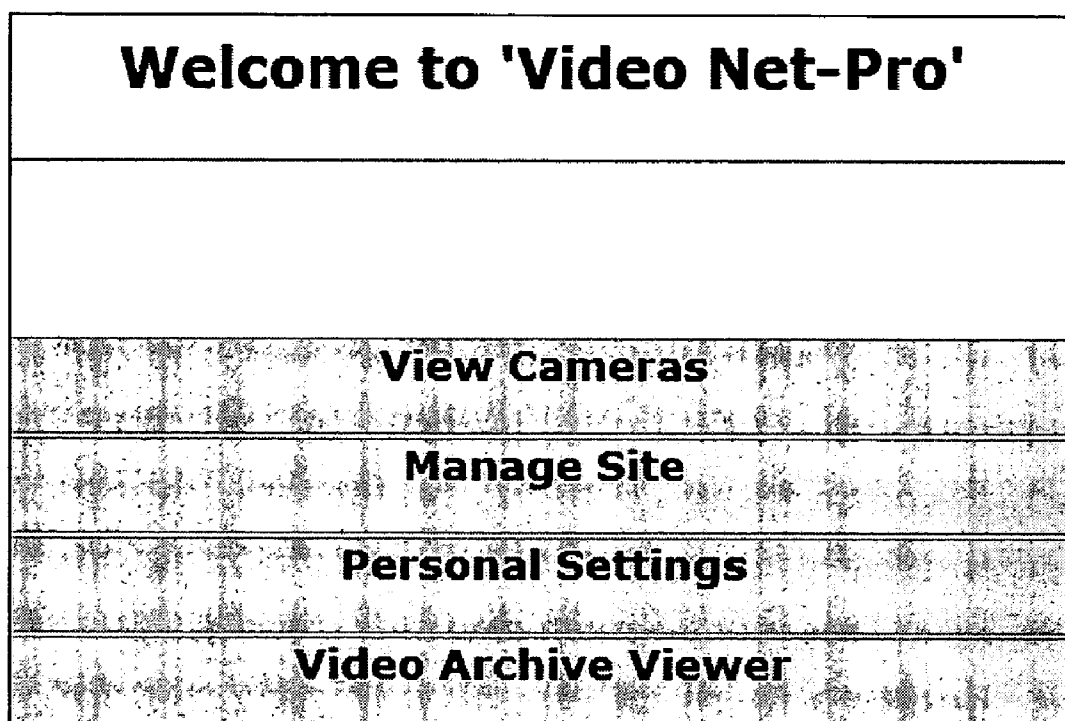 Welcome to 'Video Net-Pro'
View Cameras
Manage Site
Personal Settings
Video Archive Viewer